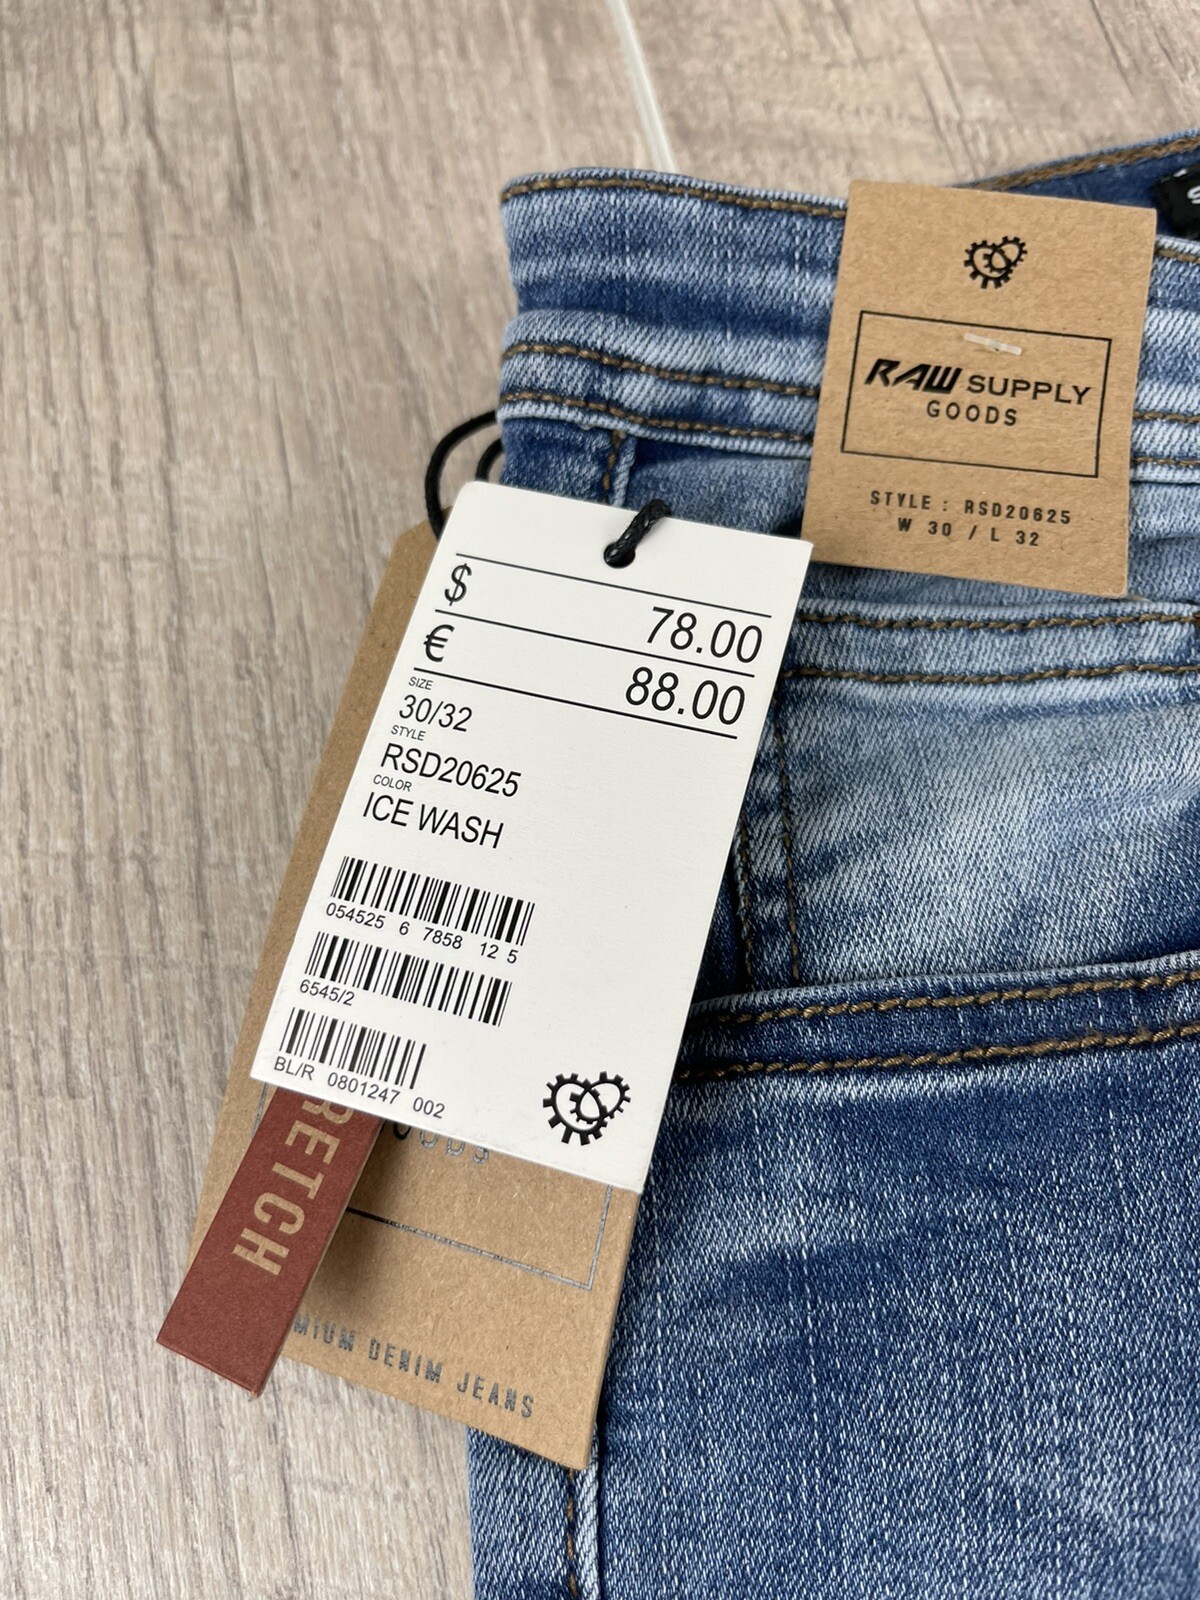 RAW SUPPLY
GOODS
STYLE : RSD20625
W 30 / L 32
$ 78.00
€ 88.00
SIZE
30/32
STYLE
RSD20625
COLOR
ICE WASH
054525 6 7858 12 5
6545/2
BL/R 0801247 002
RETCH
MIUM DENIM JEANS